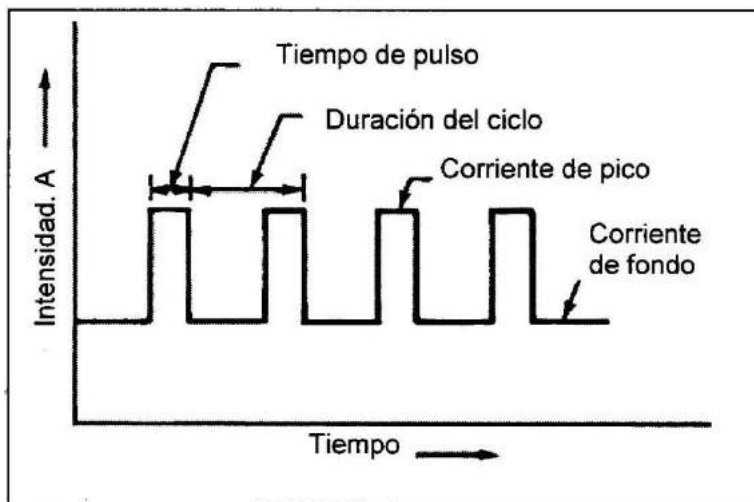 Tiempo de pulso
Duración del ciclo
Corriente de pico
Corriente
de fondo
Intensidad. A
Tiempo